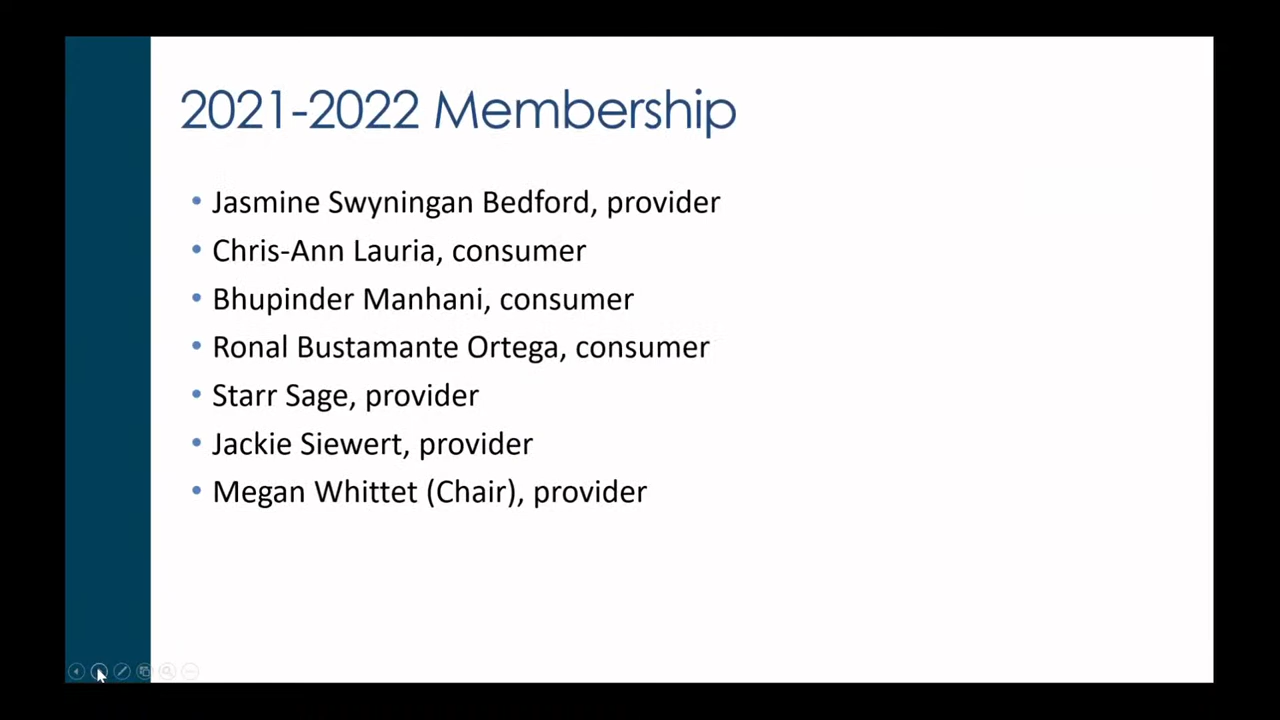 2021-2022 Membership
• Jasmine Swyningan Bedford, provider
• Chris-Ann Lauria, consumer
• Bhupinder Manhani, consumer
• Ronal Bustamante Ortega, consumer
• Starr Sage, provider
• Jackie Siewert, provider
• Megan Whittet (Chair), provider